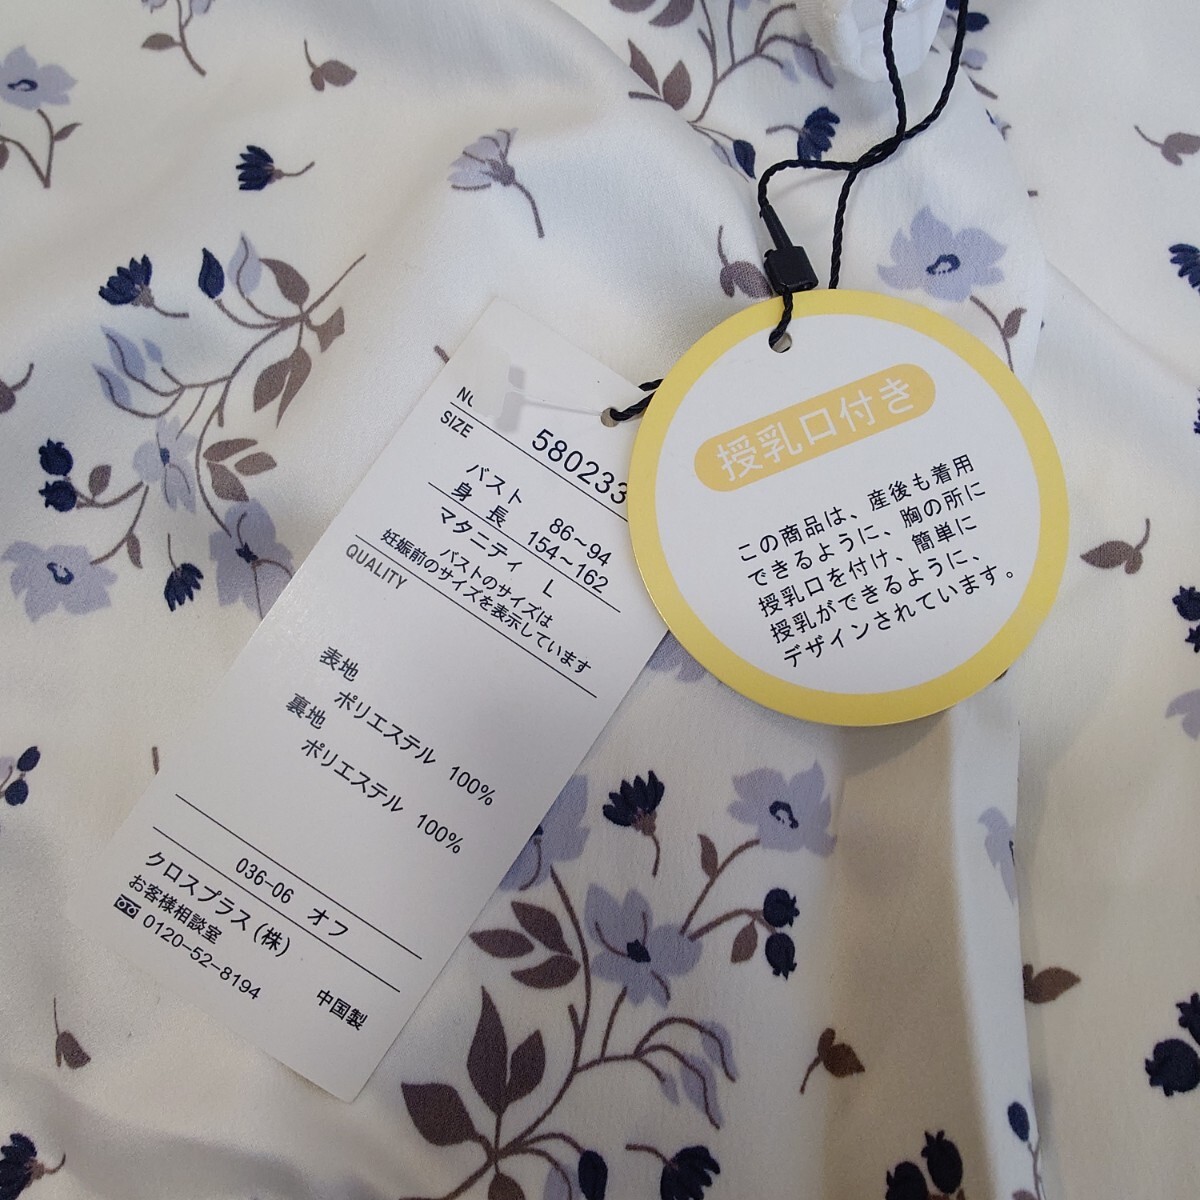 NO
580233
SIZE
バスト 86～94
身長 154～162
マタニティ L
バストのサイズは
妊娠前のサイズを表示しています
QUALITY
表地
ポリエステル 100%
裏地
ポリエステル 100%
036-06 オフ
クロスプラス(株)
お客様相談室
0120-52-8194
中国製
授乳口付き
この商品は、産後も着用
できるように、胸の所に
授乳口を付け、簡単に
授乳ができるように、
デザインされています。